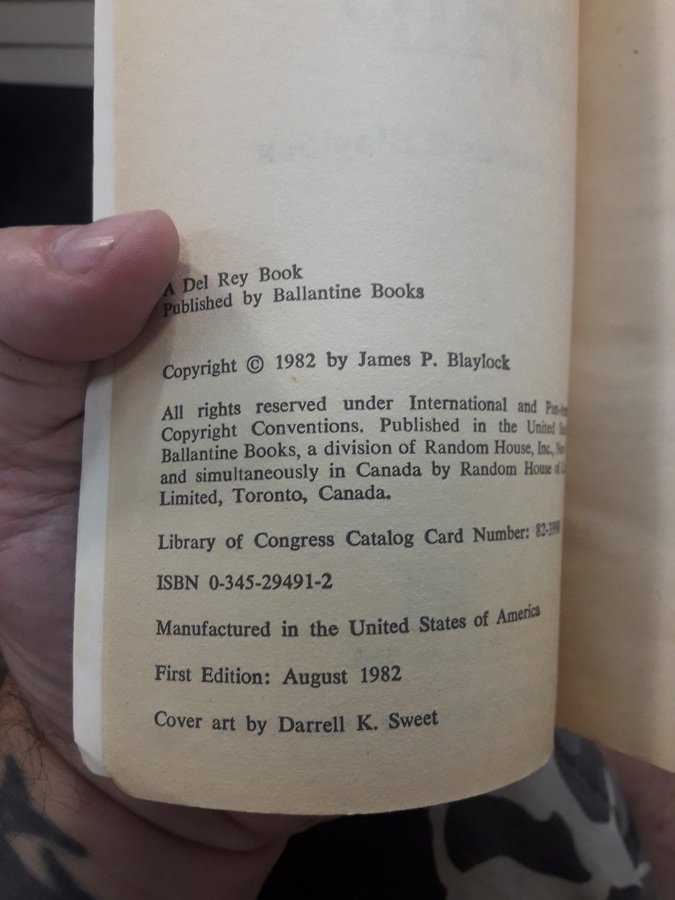 A Del Rey Book
Published by Ballantine Books
Copyright © 1982 by James P. Blaylock
All rights reserved under International and
Copyright Conventions. Published in the United
Ballantine Books, a division of Random House, Inc.,
and simultaneously in Canada by Random House of
Limited, Toronto, Canada.
Library of Congress Catalog Card Number:
ISBN 0-345-29491-2
Manufactured in the United States of America
First Edition: August 1982
Cover art by Darrell K. Sweet